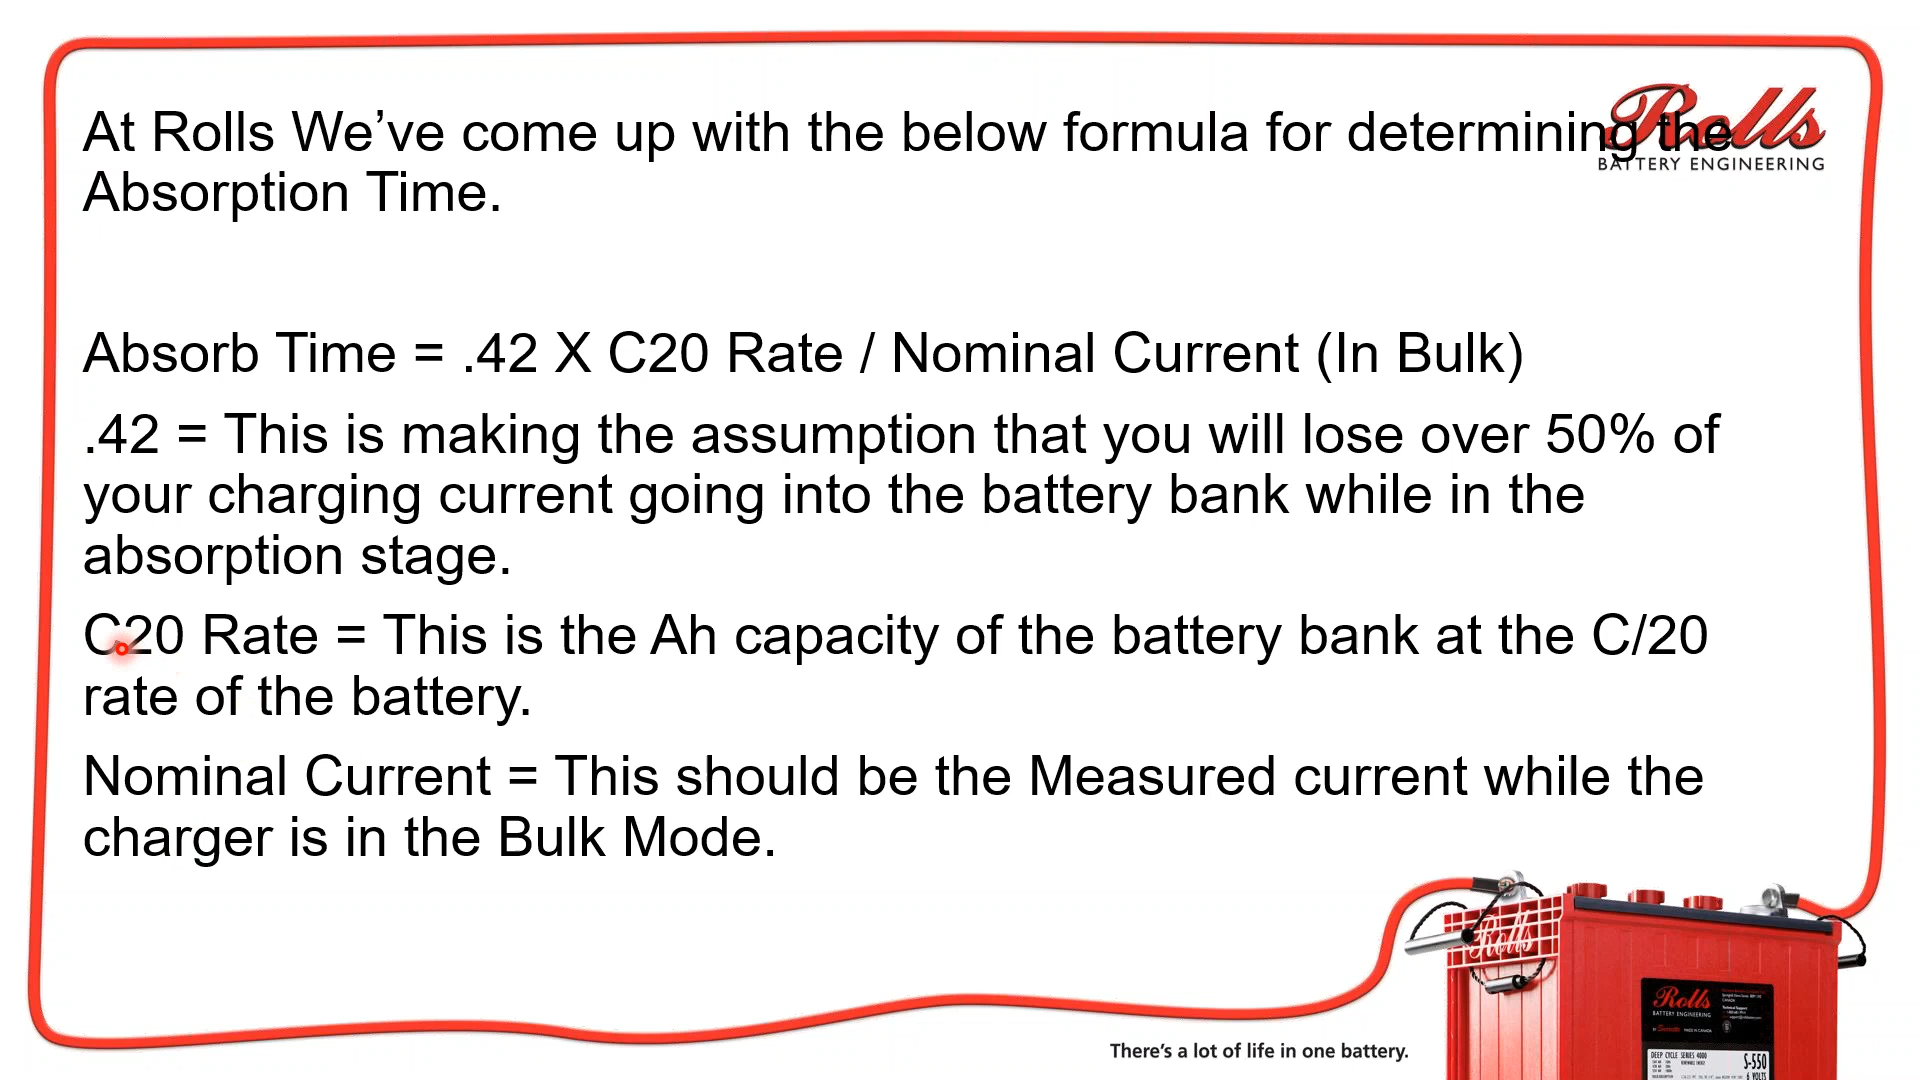 At Rolls We’ve come up with the below formula for determining the
Absorption Time.
Rolls
BATTERY ENGINEERING
Absorb Time = .42 X C20 Rate / Nominal Current (In Bulk)
.42 = This is making the assumption that you will lose over 50% of
your charging current going into the battery bank while in the
absorption stage.
C20 Rate = This is the Ah capacity of the battery bank at the C/20
rate of the battery.
Nominal Current = This should be the Measured current while the
charger is in the Bulk Mode.
There’s a lot of life in one battery.
Rolls
Rolls
BATTERY ENGINEERING
MADE IN CANADA
DEEP CYCLE SERIES 4000
S-550
6 VOLTS